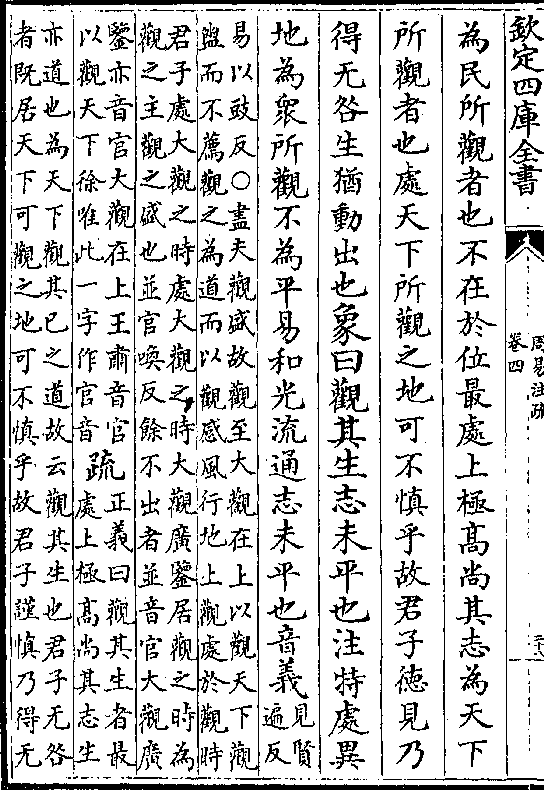 欽定四庫全書
周易注疏
卷四
為民所觀者也不在於位最處上極高尚其志為天下
所觀者也處天下所觀之地可不慎乎故君子徳見乃
得无咎生猶動出也象曰觀其生志未平也注特處異
地為衆所觀不為平易和光流通志未平也音義見賢
遍反
易以豉反○盡夫觀盛故觀至大觀在上以觀天下觀
盥而不薦觀之為道而以觀感風行地上觀處於觀時
君子處大觀之時處大觀之時大觀廣鑒居觀之時為
觀之主觀之盛也並官喚反餘不出者並音官大觀廣
鑒亦音官大觀在上王肅音官
以觀天下徐唯此一字作官音
疏
正義曰觀其生者最
處上極高尚其志生
亦道也為天下觀其已之道故云觀其生也君子无咎
者既居天下可觀之地可不慎乎故君子謹慎乃得无